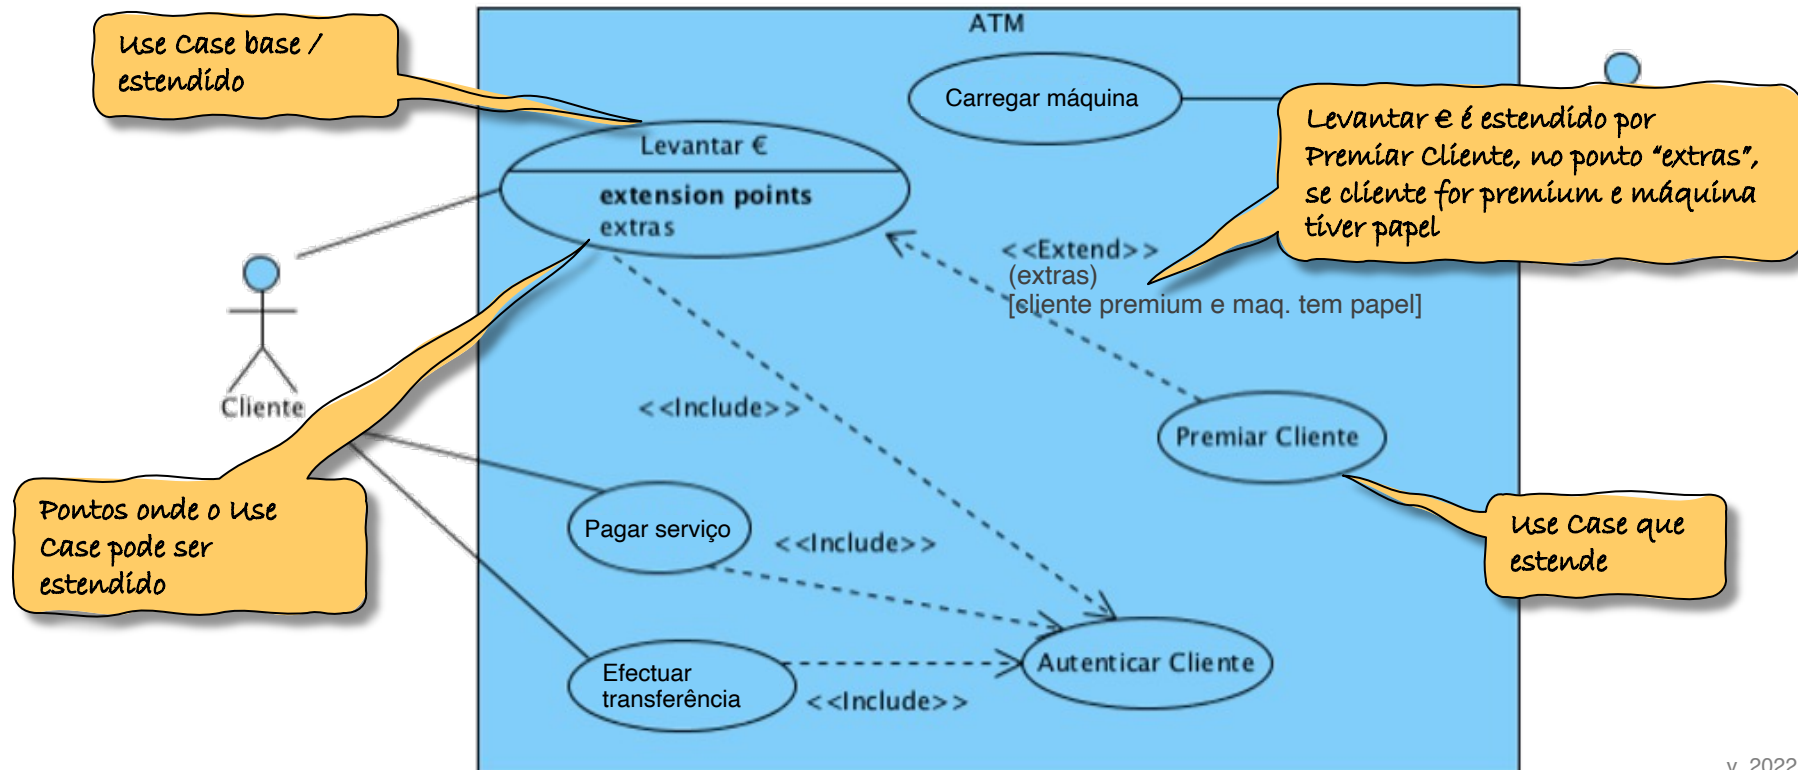 ATM
Use Case base /
estendido
Carregar máquina
Levantar €
extension points
extras
Levantar € é estendido por
Premiar Cliente, no ponto "extras",
se cliente for premium e máquina
tiver papel
<<Extend>>
(extras)
[cliente premium e maq. tem papel]
Cliente
<<Include>>
Premiar Cliente
Pontos onde o Use
Case pode ser
estendido
Pagar serviço
<<Include>>
Use Case que
estende
Efectuar
transferência
<<Include>>
Autenticar Cliente
v. 2022